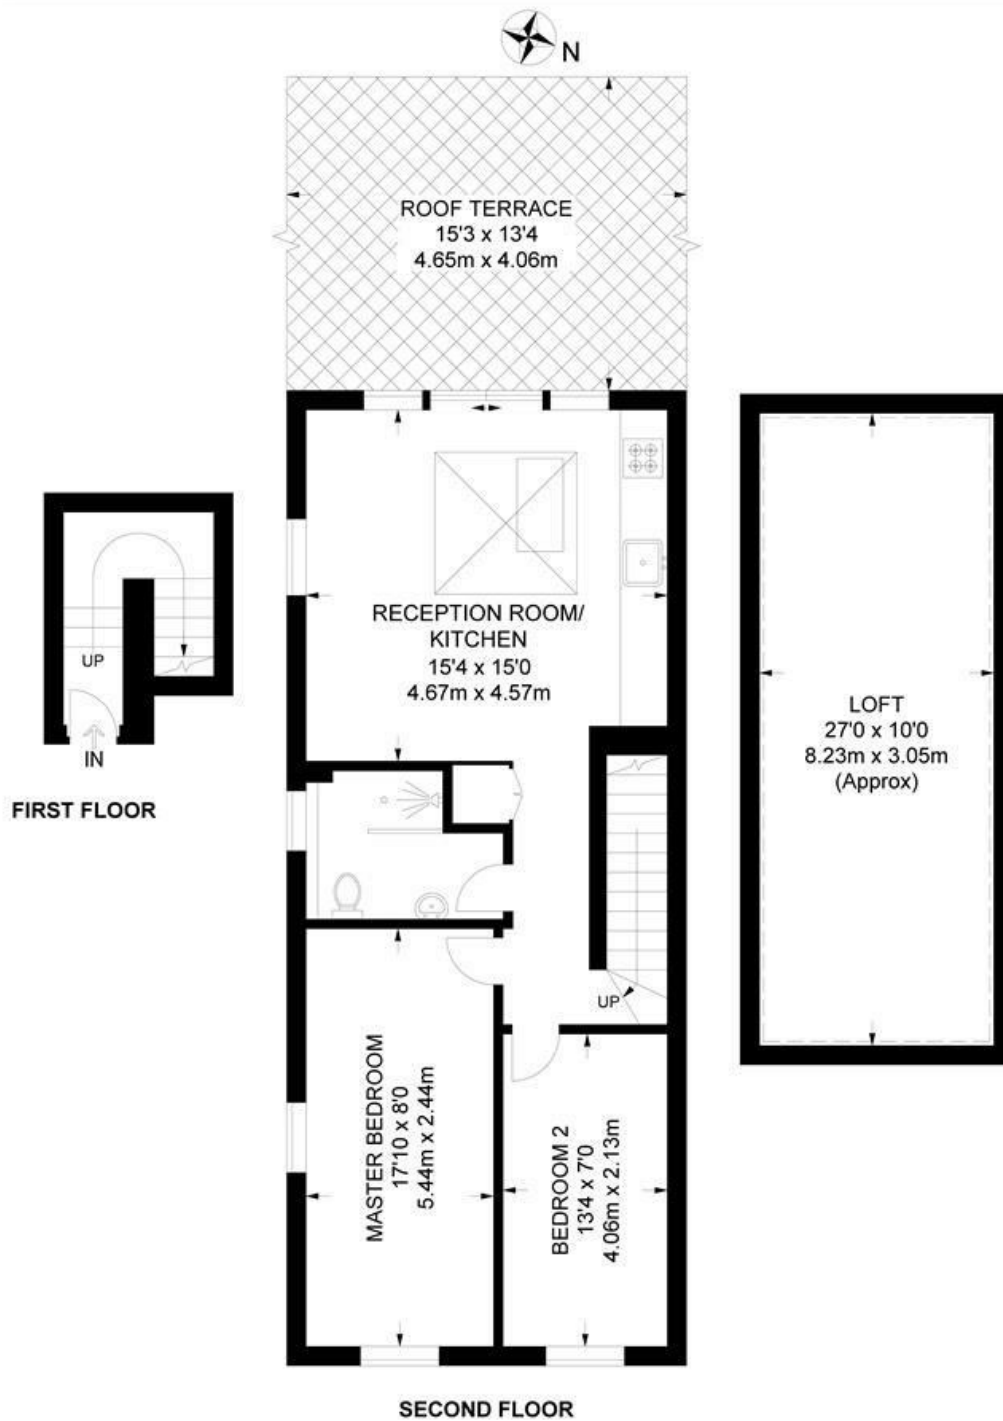 N
ROOF TERRACE
15'3 x 13'4
4.65m x 4.06m
RECEPTION ROOM/
KITCHEN
15'4 x 15'0
4.67m x 4.57m
UP
IN
FIRST FLOOR
LOFT
27'0 x 10'0
8.23m x 3.05m
(Approx)
UP
MASTER BEDROOM
17'10 x 8'0
5.44m x 2.44m
BEDROOM 2
13'4 x 7'0
4.06m x 2.13m
SECOND FLOOR